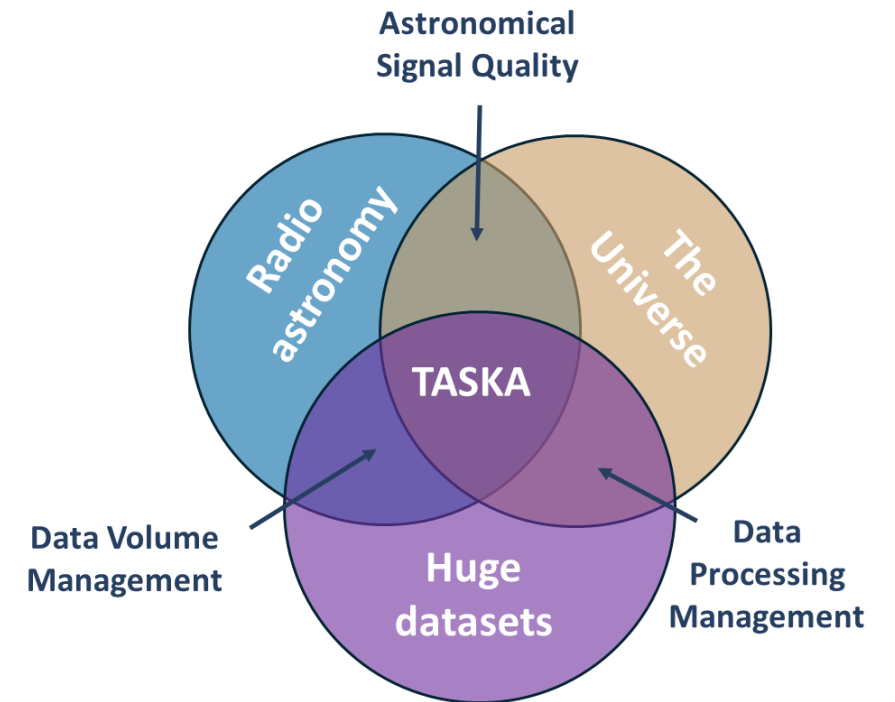 Astronomical
Signal Quality
Radio
astronomy
The
Universe
TASKA
Data Volume
Management
Huge
datasets
Data
Processing
Management